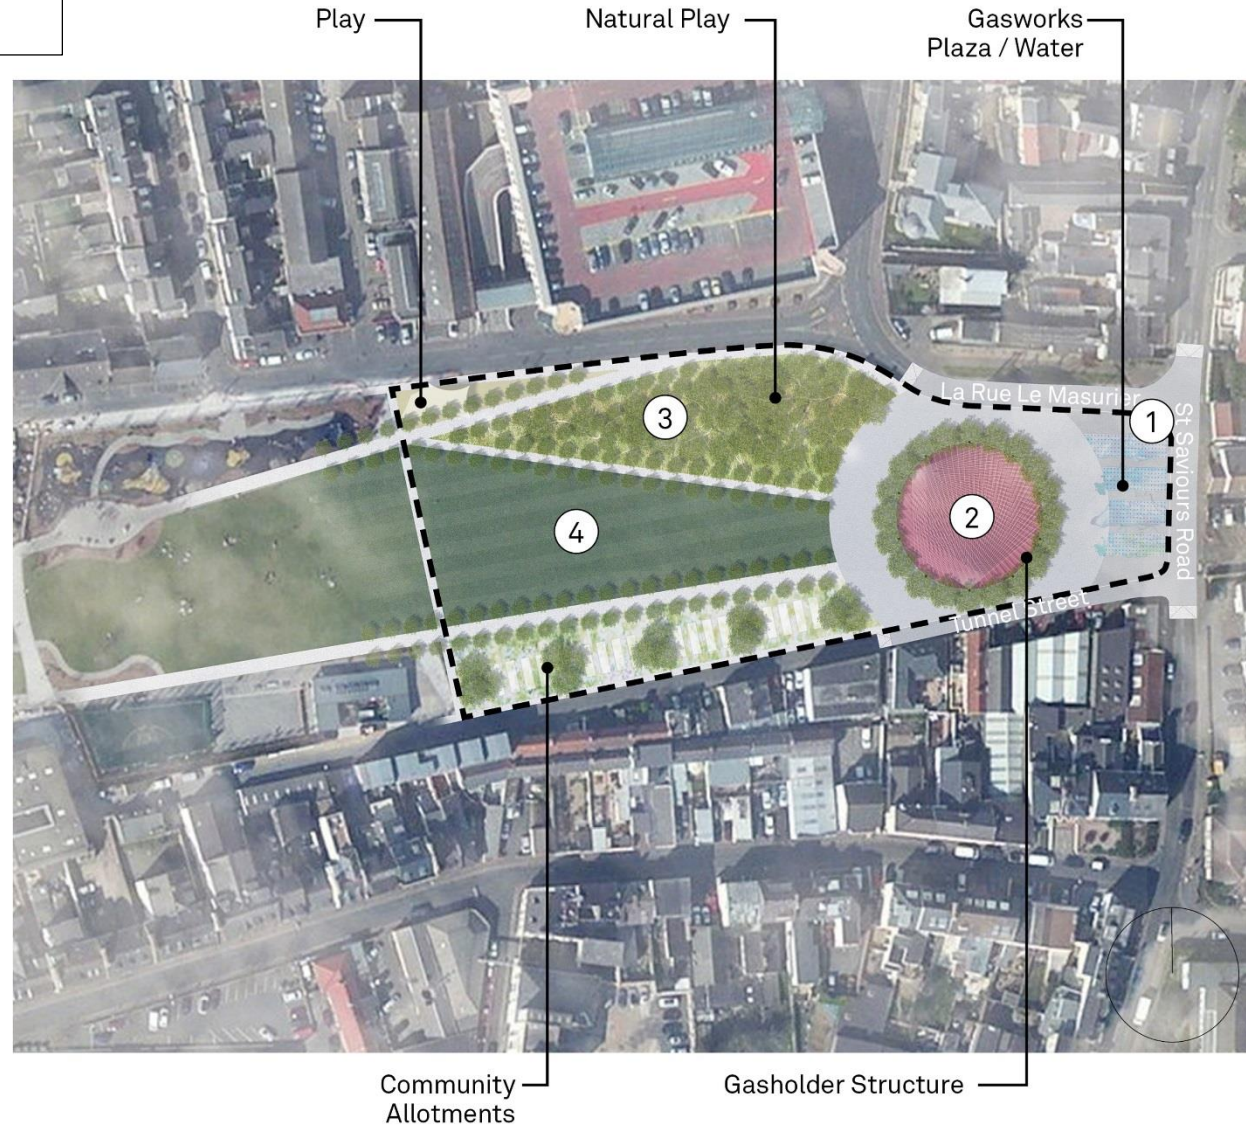 Play
Natural Play
Gasworks
Plaza / Water
La Rue Le Masurier
1
St Saviours Road
3
2
4
Tunnel Street
Community
Allotments
Gasholder Structure